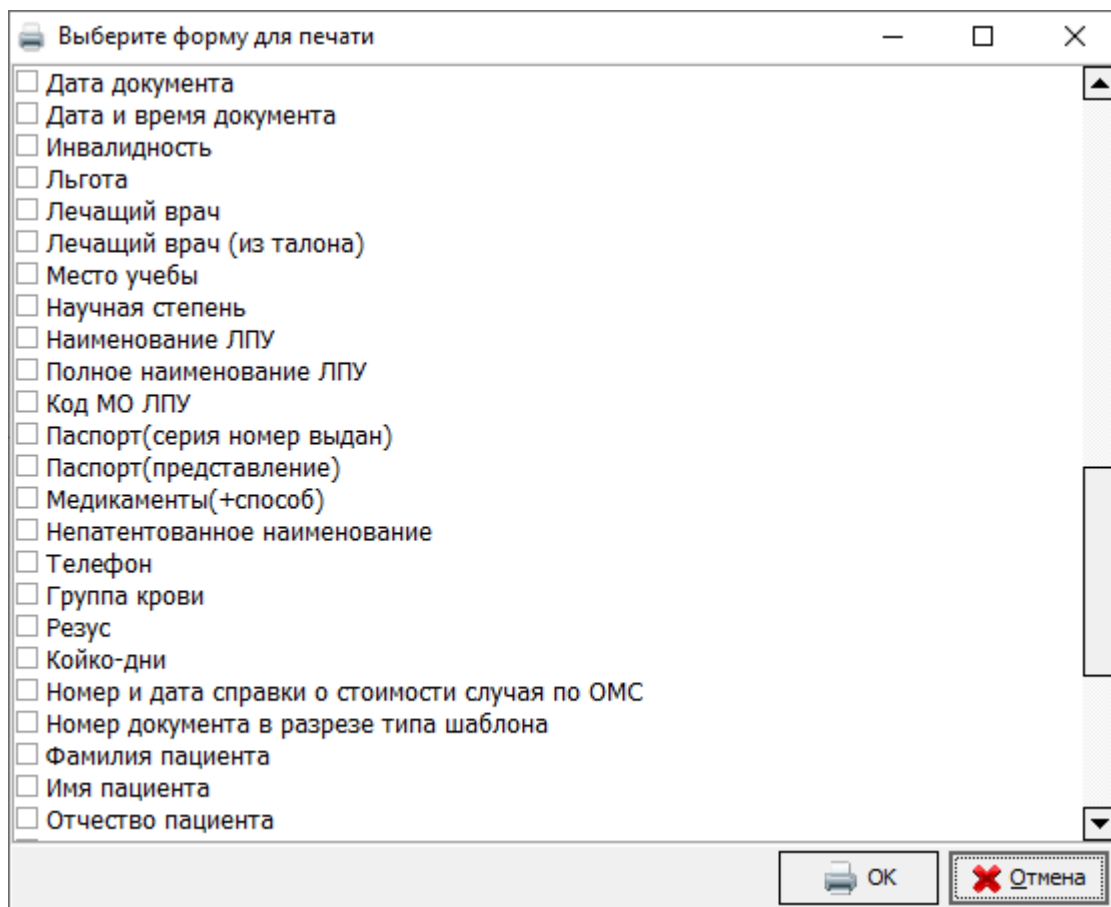 Выберите форму для печати
Дата документа
Дата и время документа
Инвалидность
Льгота
Лечащий врач
Лечащий врач (из талона)
Место учебы
Научная степень
Наименование ЛПУ
Полное наименование ЛПУ
Код МО ЛПУ
Паспорт(серия номер выдан)
Паспорт(представление)
Медикаменты(+способ)
Непатентованное наименование
Телефон
Группа крови
Резус
Койко-дни
Номер и дата справки о стоимости случая по ОМС
Номер документа в разрезе типа шаблона
Фамилия пациента
Имя пациента
Отчество пациента
ОК Отмена